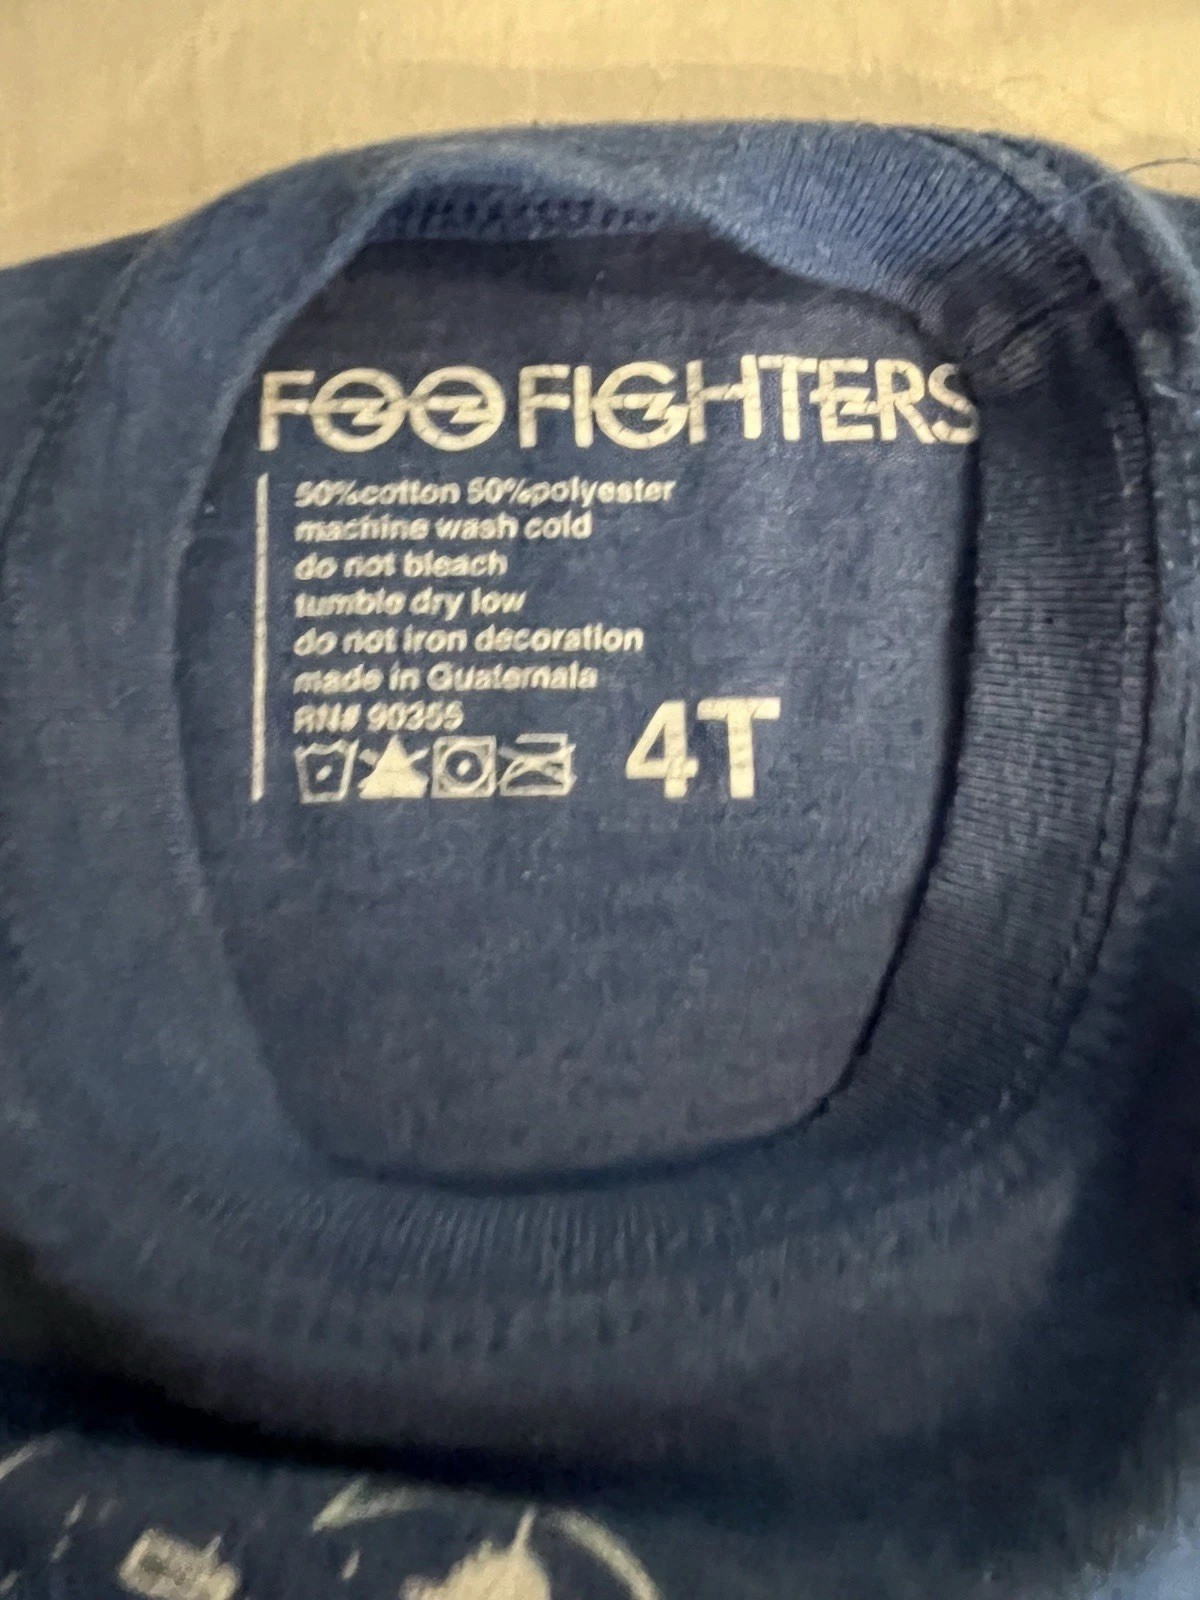 FOO FIGHTERS
50%cotton 50%polyester
machine wash cold
do not bleach
tumble dry low
do not iron decoration
made in Guatemala
RN# 90355
4T